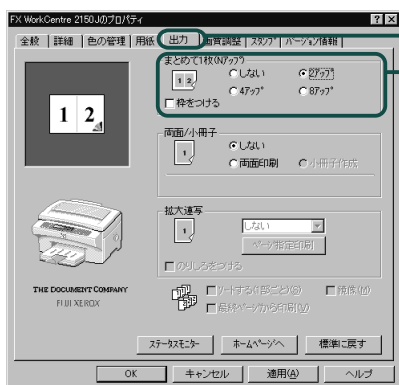 FX WorkCentre 2150Jのプロパティ
全般 詳細 色の管理 用紙 出力 画質調整 スタンプ バージョン情報
まとめて1枚(Nアップ)
しない 2アップ
4アップ 8アップ
枠をつける
1 2
両面/小冊子
しない
両面印刷 小冊子作成
拡大連写
しない
ページ指定印刷
のりしろをつける
THE DOCUMENT COMPANY
FUJI XEROX
ソートする(1部ごと)(G) 鏡像(M)
最終ページから印刷(V)
ステータスモニター ホームページへ 標準に戻す
OK キャンセル 適用(A) ヘルプ